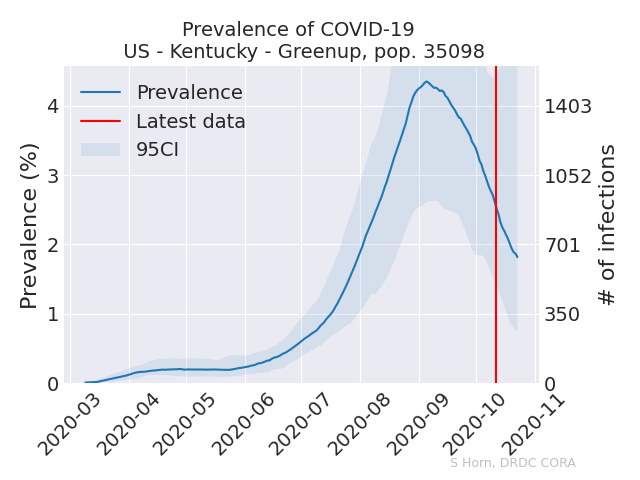 Prevalence of COVID-19
US - Kentucky - Greenup, pop. 35098
Prevalence
Latest data
95CI
Prevalence (%)
4
3
2
1
0
1403
1052
701
350
0
# of infections
2020-03
2020-04
2020-05
2020-06
2020-07
2020-08
2020-09
2020-10
2020-11
S Horn, DRDC CORA